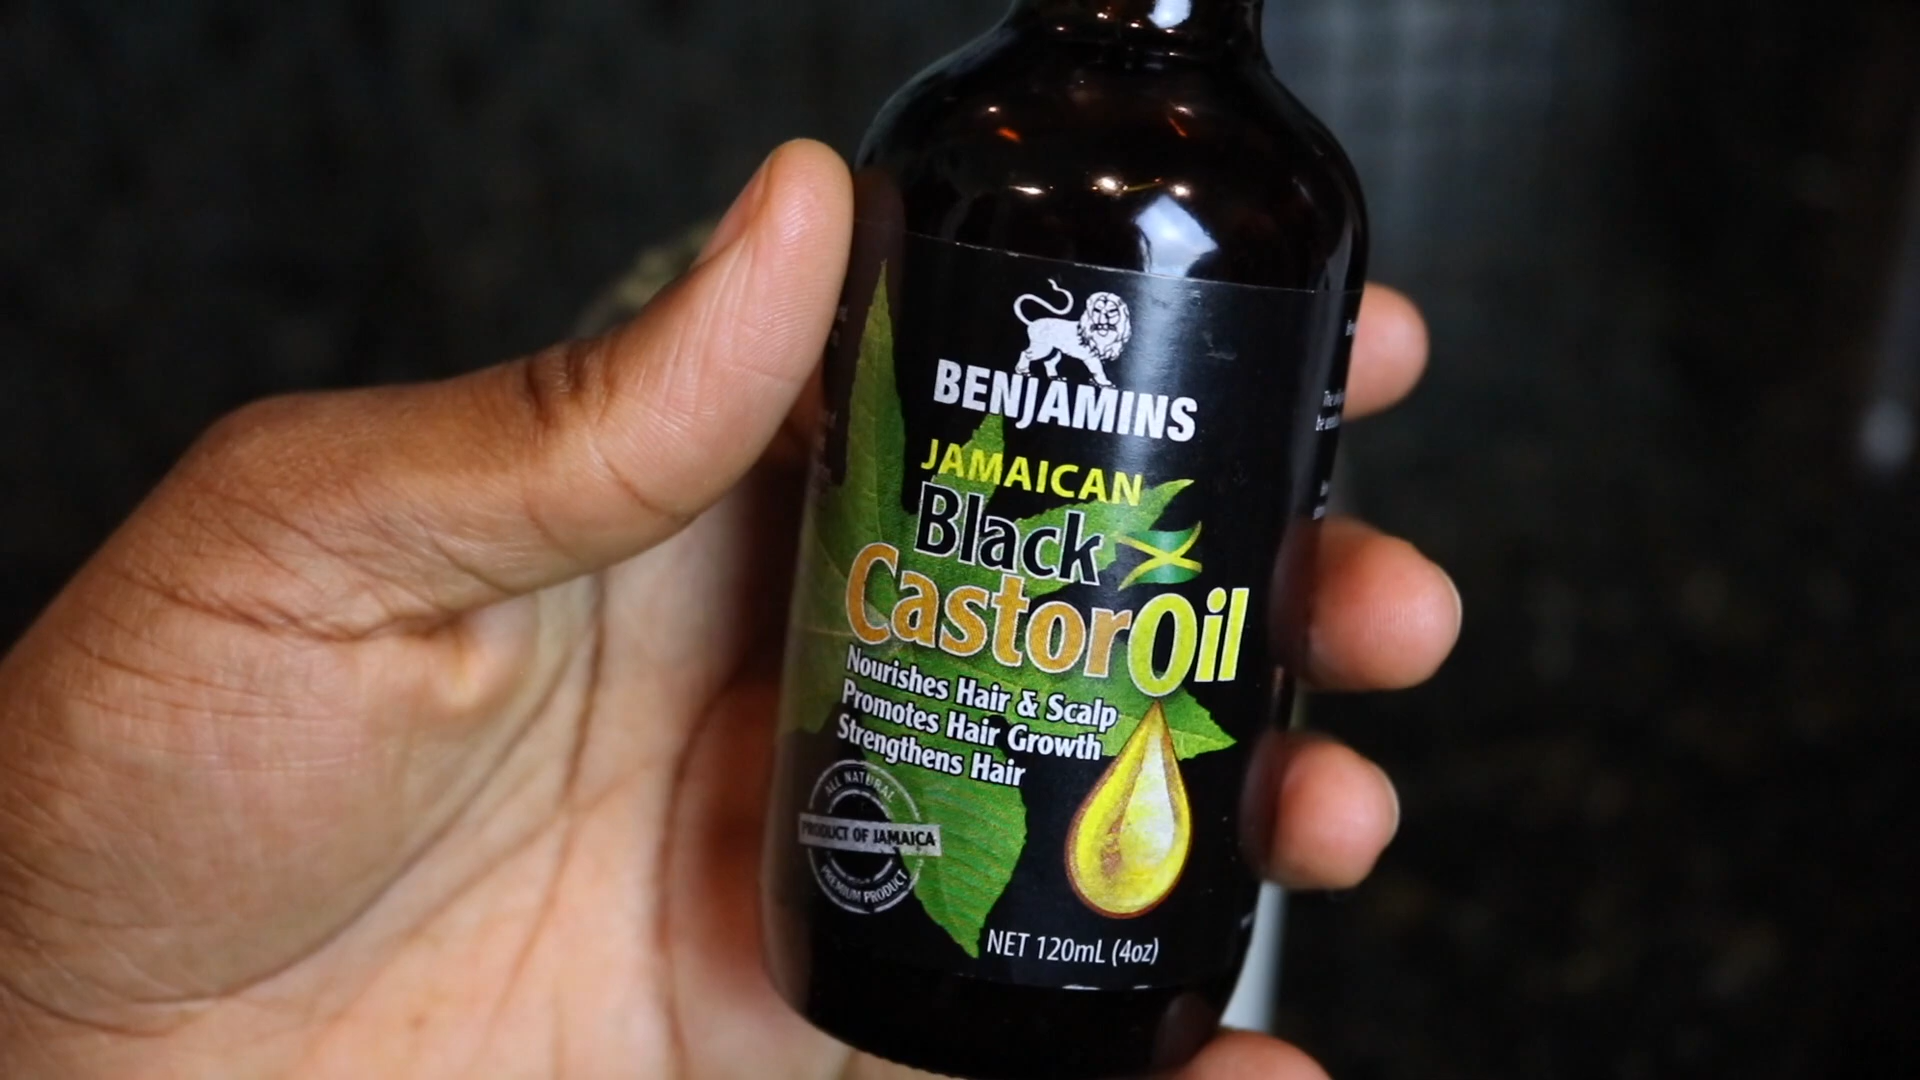 BENJAMINS
JAMAICAN
Black
CastorOil
Nourishes Hair & Scalp
Promotes Hair Growth
Strengthens Hair
ALL NATURAL
PRODUCT OF JAMAICA
PREMIUM PRODUCT
NET 120mL (4oz)